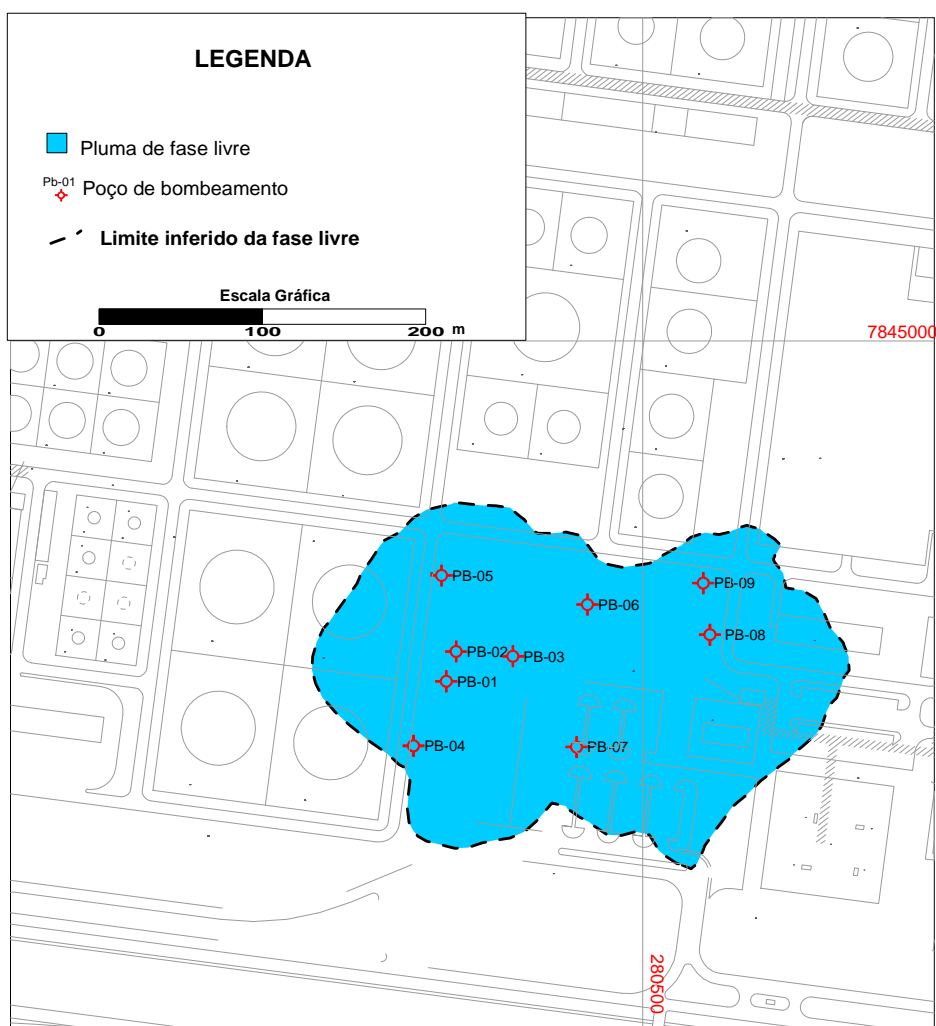 LEGENDA
Pluma de fase livre
Pb-01
Poço de bombeamento
Limite inferido da fase livre
Escala Gráfica
0 100 200 m
7845000
PB-05
PB-09
PB-06
PB-08
PB-02
PB-03
PB-01
PB-04
PB-07
280500